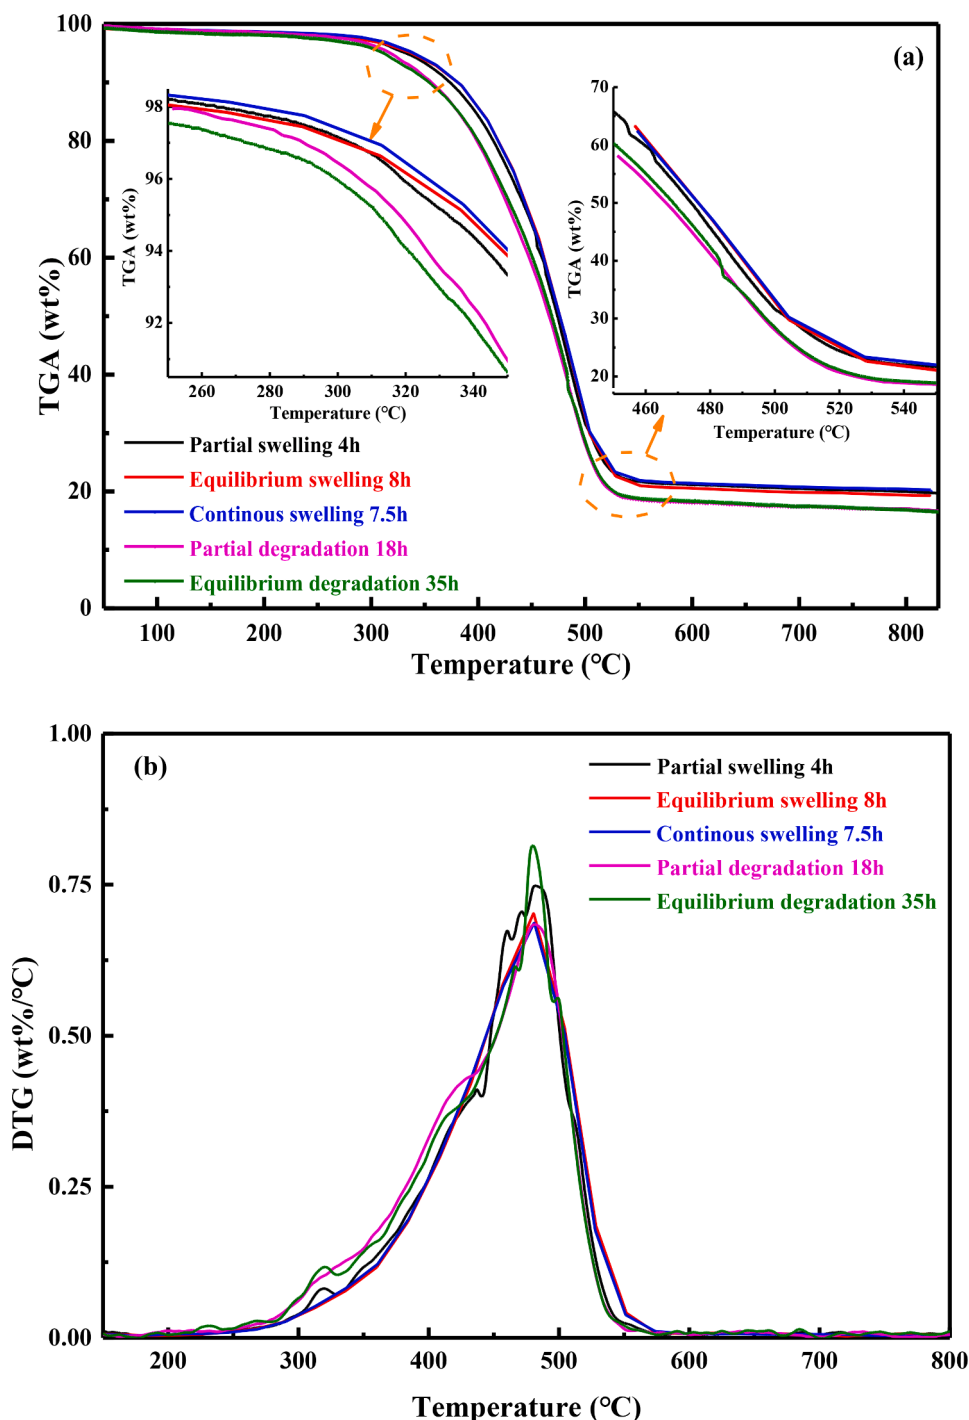 (a)
TGA (wt%)
100
80
60
40
20
0
100 200 300 400 500 600 700 800
Temperature (℃)
TGA (wt%)
98
96
94
92
260 280 300 320 340
Temperature (℃)
TGA (wt%)
70
60
50
40
30
20
460 480 500 520 540
Temperature (℃)
Partial swelling 4h
Equilibrium swelling 8h
Continous swelling 7.5h
Partial degradation 18h
Equilibrium degradation 35h
(b)
DTG (wt%/℃)
1.00
0.75
0.50
0.25
0.00
200 300 400 500 600 700 800
Temperature (℃)
Partial swelling 4h
Equilibrium swelling 8h
Continous swelling 7.5h
Partial degradation 18h
Equilibrium degradation 35h